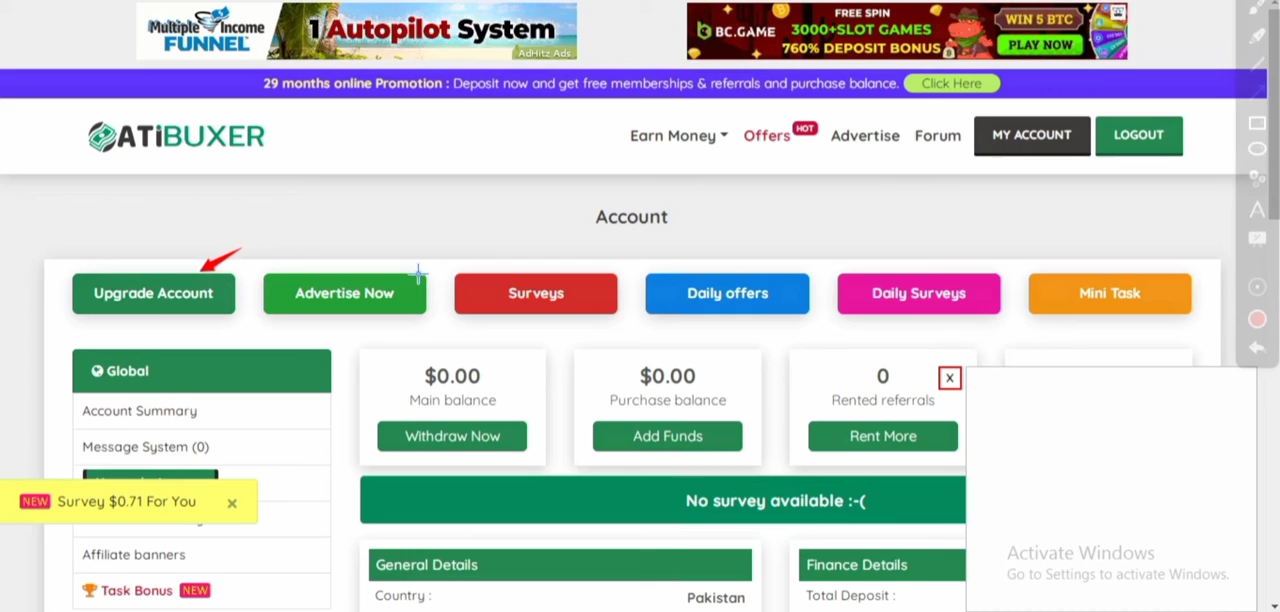 Multiple Income
FUNNEL
1 Autopilot System
AdHitz Ads
BC.GAME
FREE SPIN
3000+SLOT GAMES
760% DEPOSIT BONUS
WIN 5 BTC
PLAY NOW
29 months online Promotion : Deposit now and get free memberships & referrals and purchase balance. Click Here
ATiBUXER
Earn Money Offers HOT Advertise Forum MY ACCOUNT LOGOUT
Account
Upgrade Account Advertise Now Surveys Daily offers Daily Surveys Mini Task
Global
Account Summary
Message System (0)
NEW Survey $0.71 For You x
Affiliate banners
Task Bonus NEW
$0.00
Main balance
Withdraw Now
$0.00
Purchase balance
Add Funds
0
Rented referrals
Rent More
X
No survey available :-(
General Details
Country : Pakistan
Finance Details
Total Deposit :
Activate Windows
Go to Settings to activate Windows.